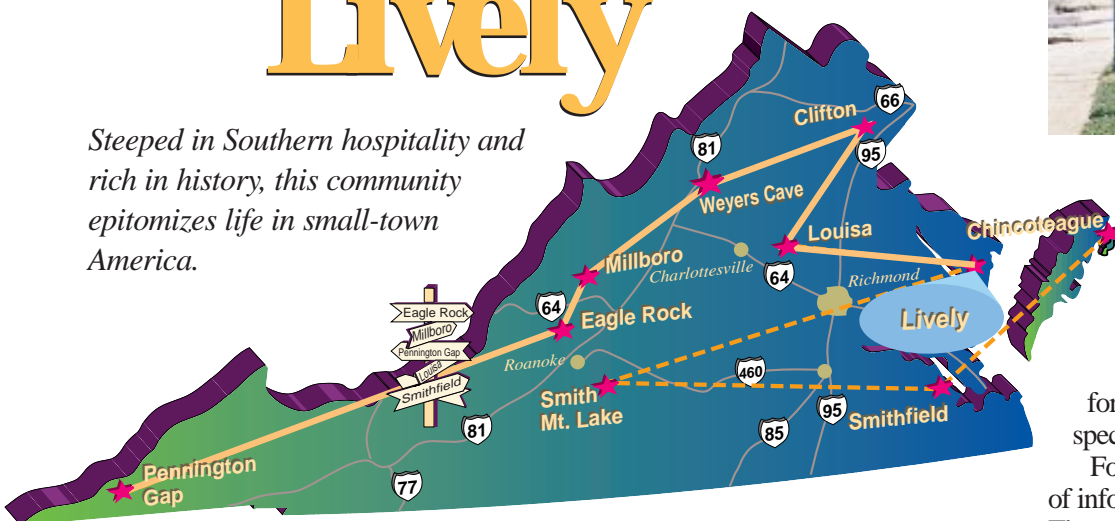 Lively
Steeped in Southern hospitality and
rich in history, this community
epitomizes life in small-town
America.
66
Clifton
81
95
Weyers Cave
Chincoteague
Louisa
Millboro
Charlottesville
64
Richmond
64
Eagle Rock
Lively
Eagle Rock
Millboro
Pennington Gap
Louisa
Smithfield
Roanoke
460
Smith
Mt. Lake
95
Smithfield
81
85
Pennington
Gap
77
for
spec
Fo
of info